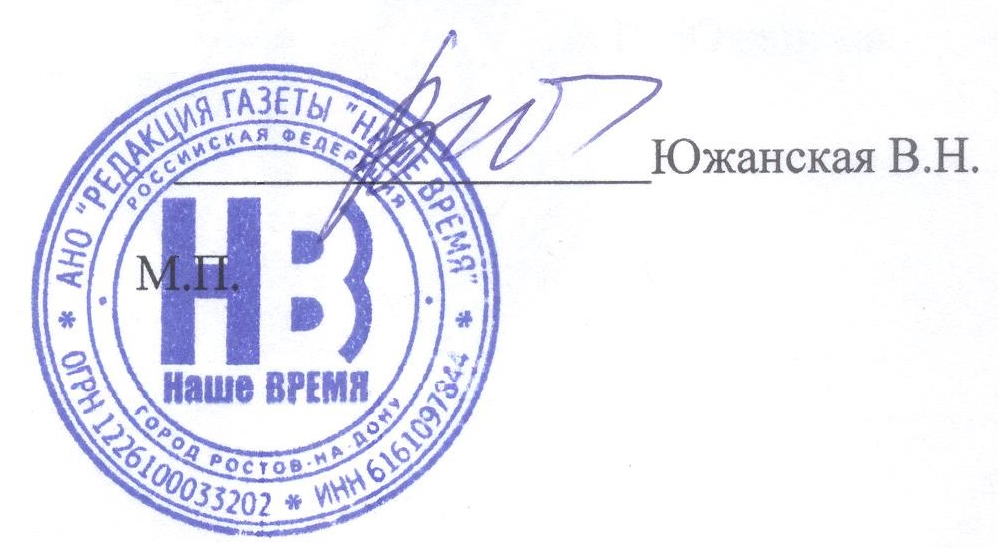 Южанская В.Н.
М.П.
АНО "РЕДАКЦИЯ ГАЗЕТЫ "НАШЕ ВРЕМЯ"
РОССИЙСКАЯ ФЕДЕРАЦИЯ
НВ
Наше ВРЕМЯ
ГОРОД РОСТОВ-НА-ДОНУ
* ОГРН 1226100033202 * ИНН 6161097844 *